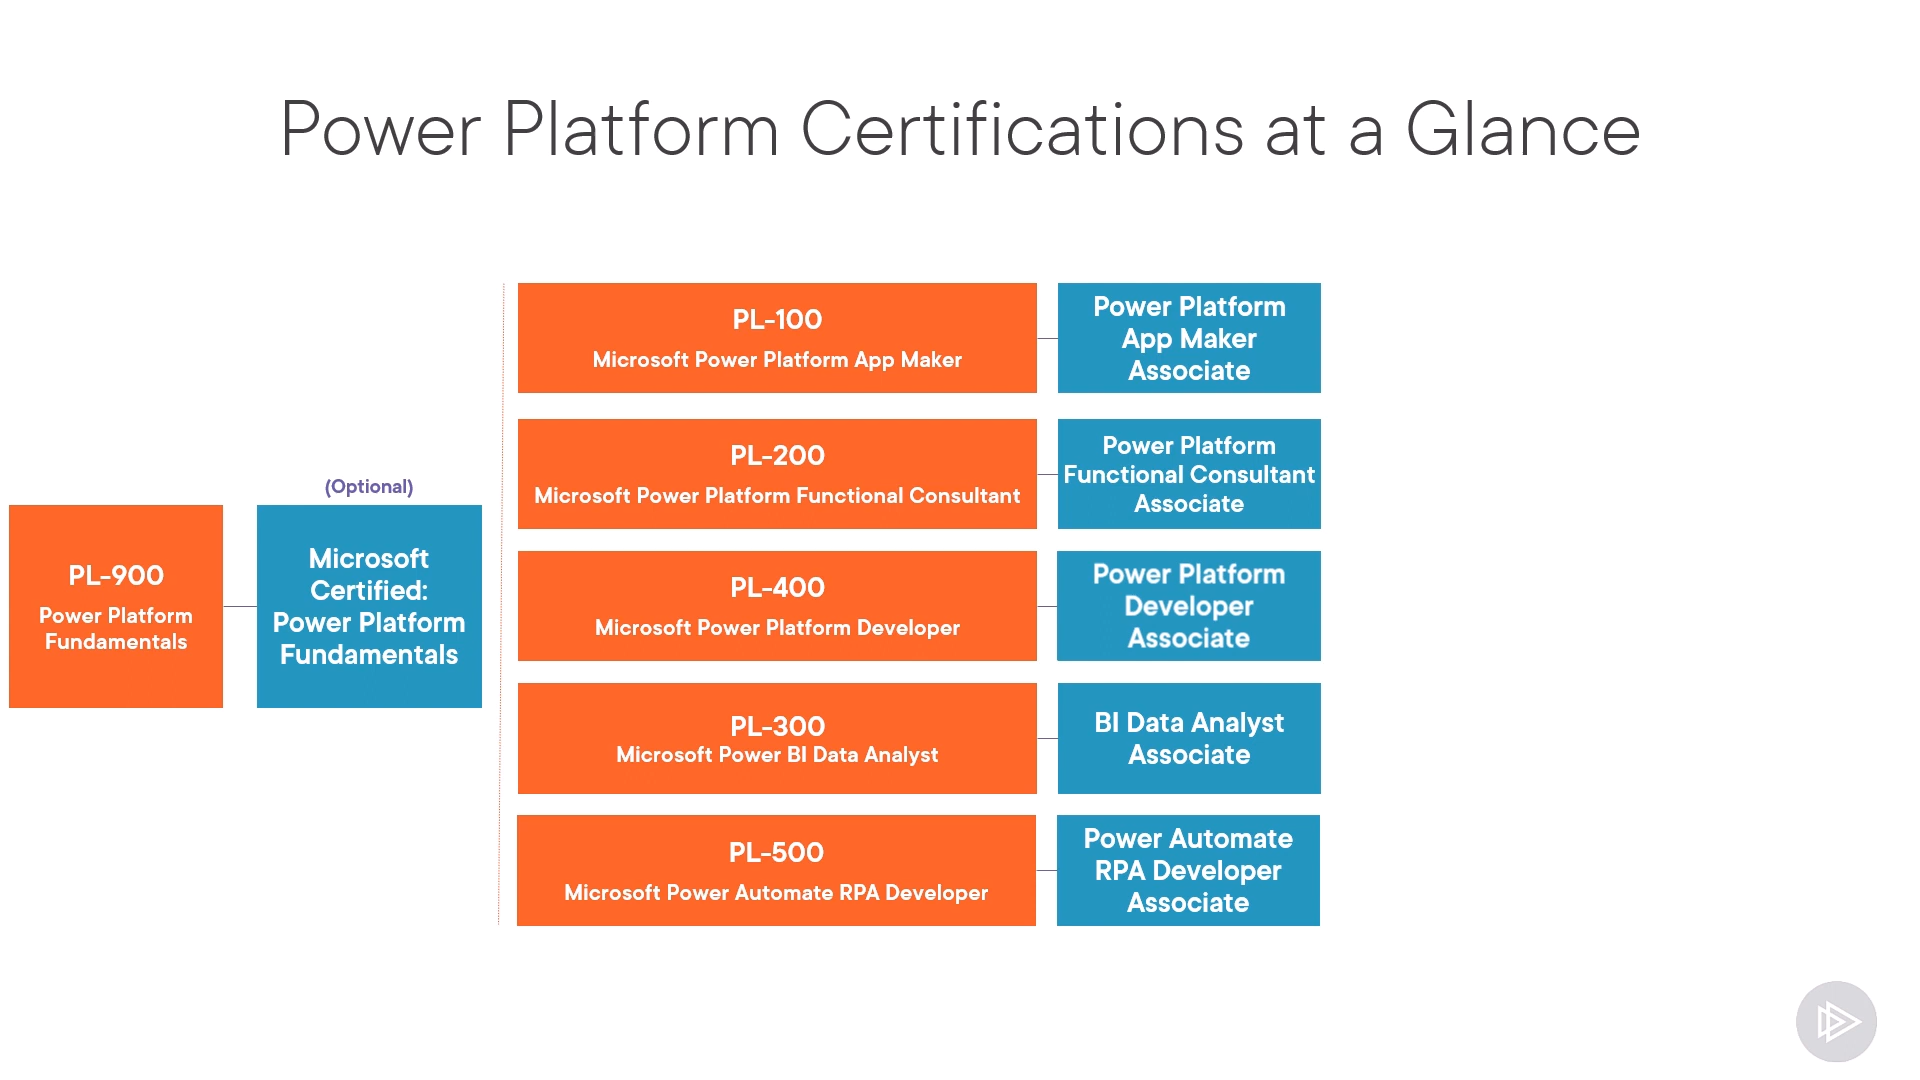 Power Platform Certifications at a Glance
PL-900
Power Platform
Fundamentals
(Optional)
Microsoft
Certified:
Power Platform
Fundamentals
PL-100
Microsoft Power Platform App Maker
Power Platform
App Maker
Associate
PL-200
Microsoft Power Platform Functional Consultant
Power Platform
Functional Consultant
Associate
PL-400
Microsoft Power Platform Developer
Power Platform
Developer
Associate
PL-300
Microsoft Power BI Data Analyst
BI Data Analyst
Associate
PL-500
Microsoft Power Automate RPA Developer
Power Automate
RPA Developer
Associate